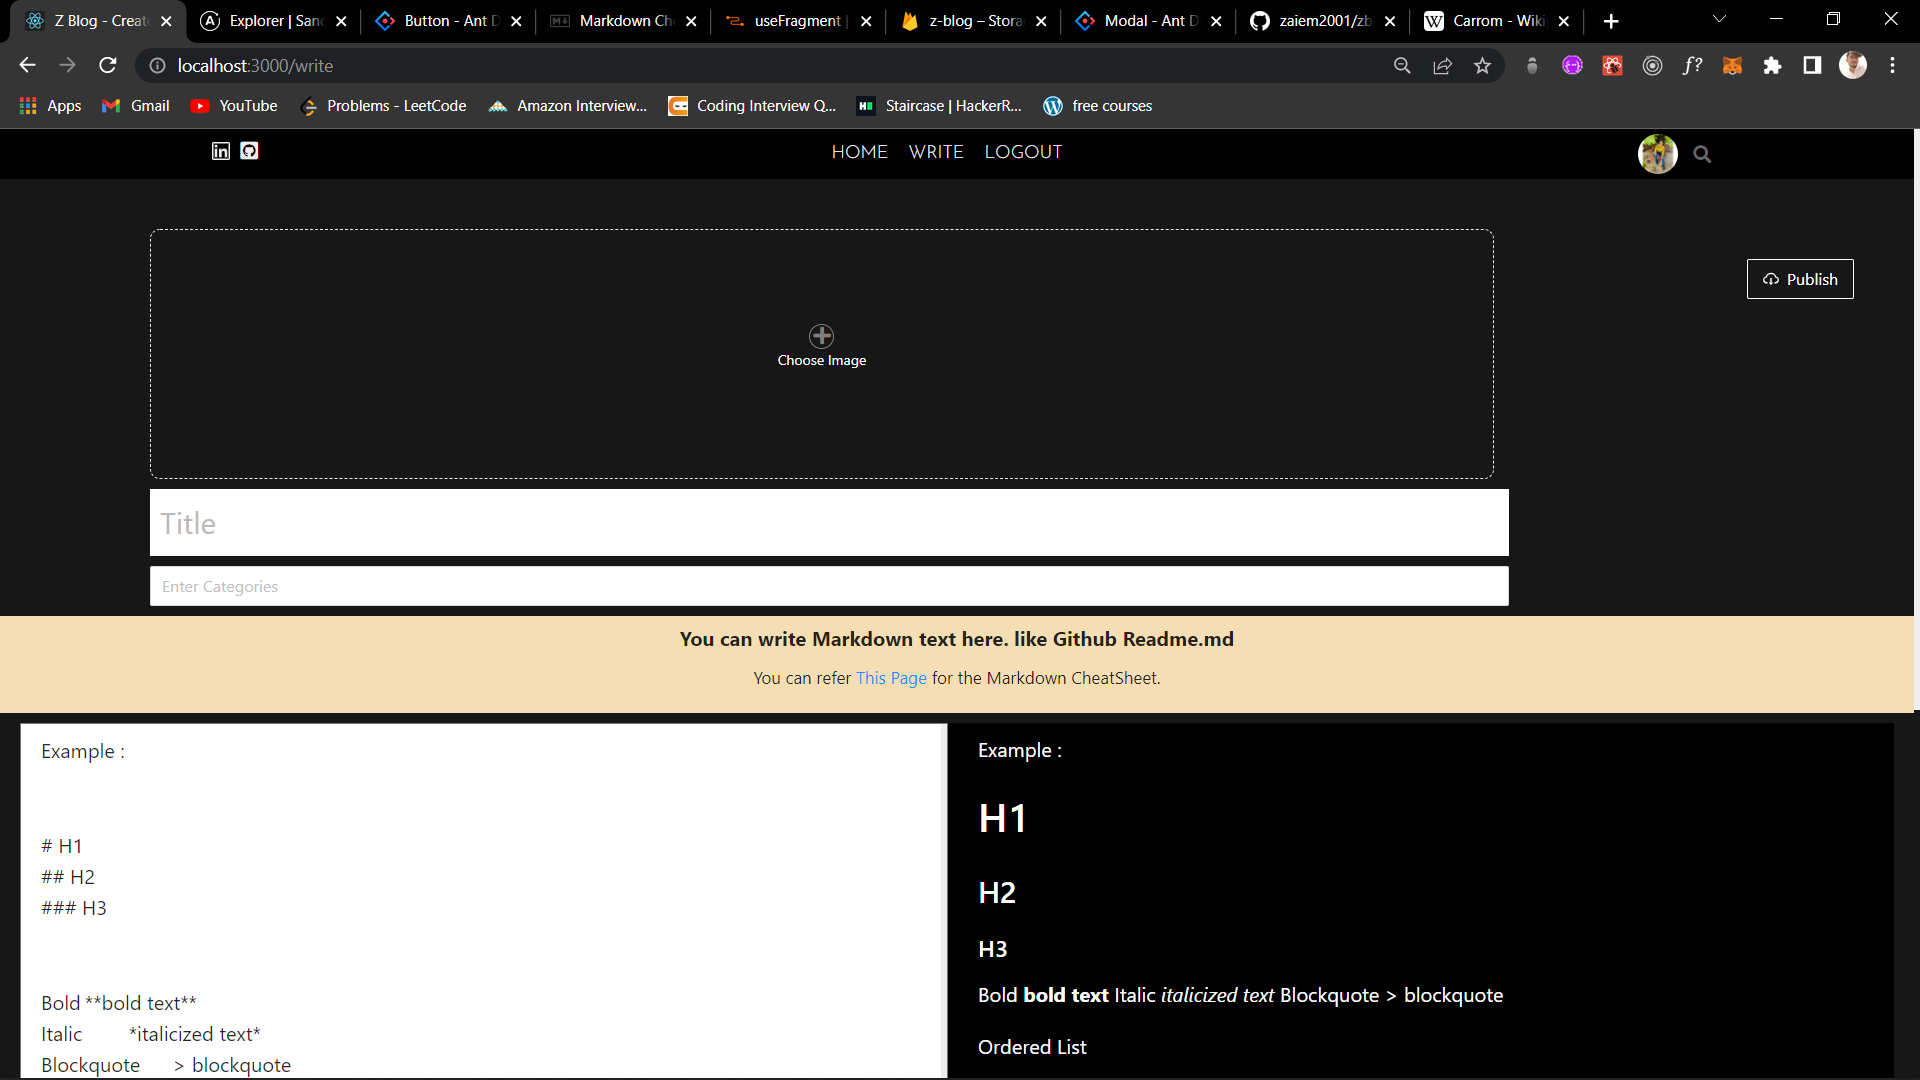 Z Blog - Create
Explorer | Sand
Button - Ant D
Markdown Ch
useFragment |
z-blog – Stora
Modal - Ant D
zaiem2001/zb
Carrom - Wiki
localhost:3000/write
Apps
Gmail
YouTube
Problems - LeetCode
Amazon Interview...
Coding Interview Q...
Staircase | HackerR...
free courses
HOME WRITE LOGOUT
Choose Image
Publish
Title
Enter Categories
You can write Markdown text here. like Github Readme.md
You can refer This Page for the Markdown CheatSheet.
Example :
# H1
## H2
### H3
Bold **bold text**
Italic *italicized text*
Blockquote > blockquote
Example :
H1
H2
H3
Bold bold text Italic italicized text Blockquote > blockquote
Ordered List